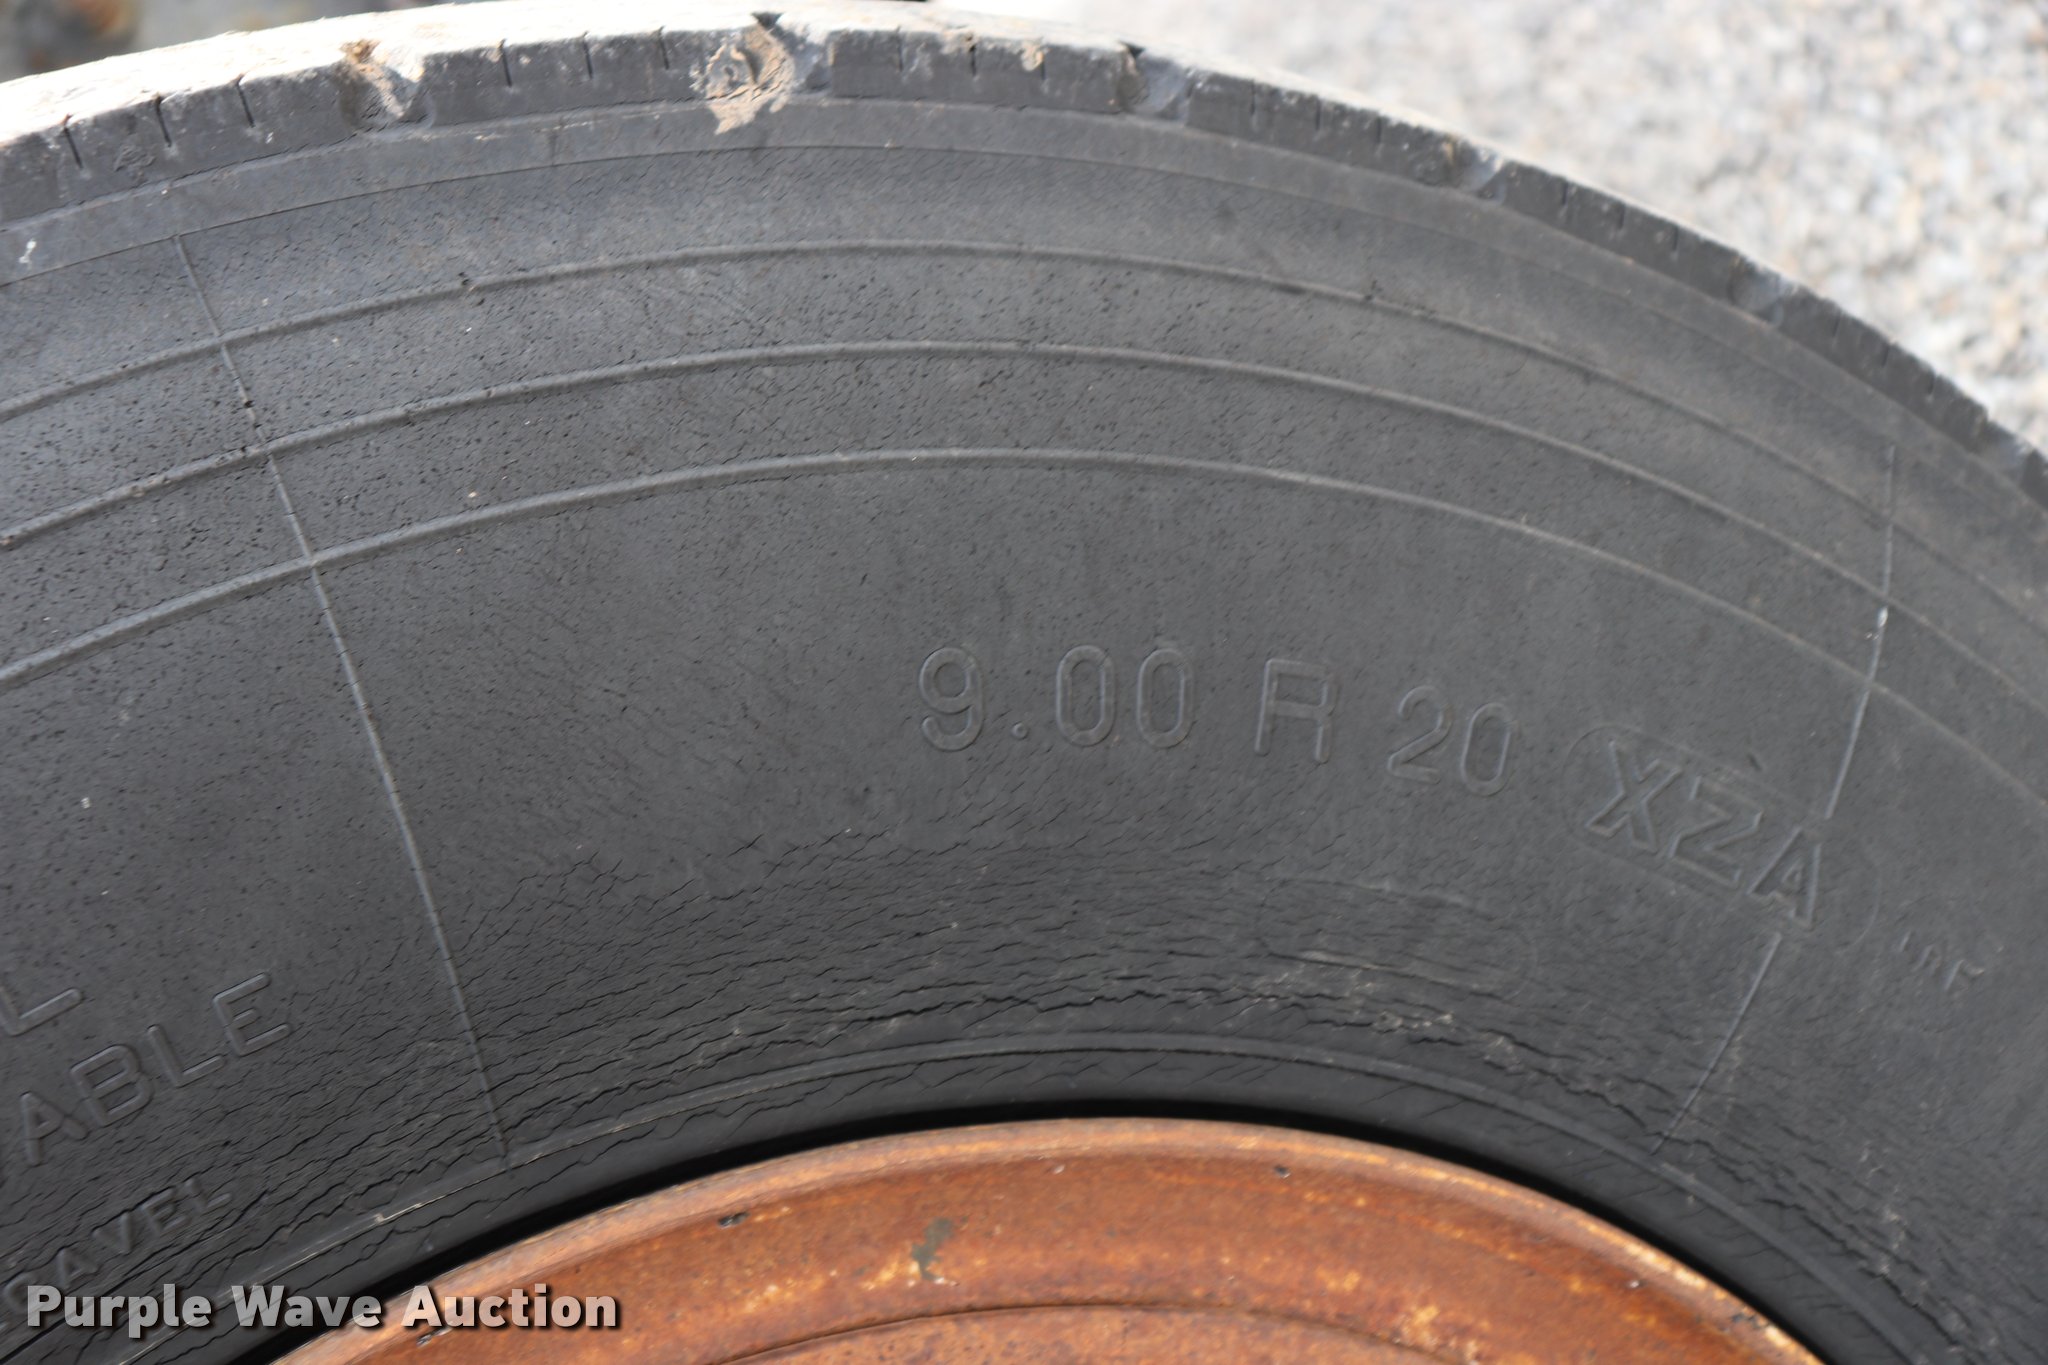 9.00 R 20 XZA
L
ABLE
Purple Wave Auction